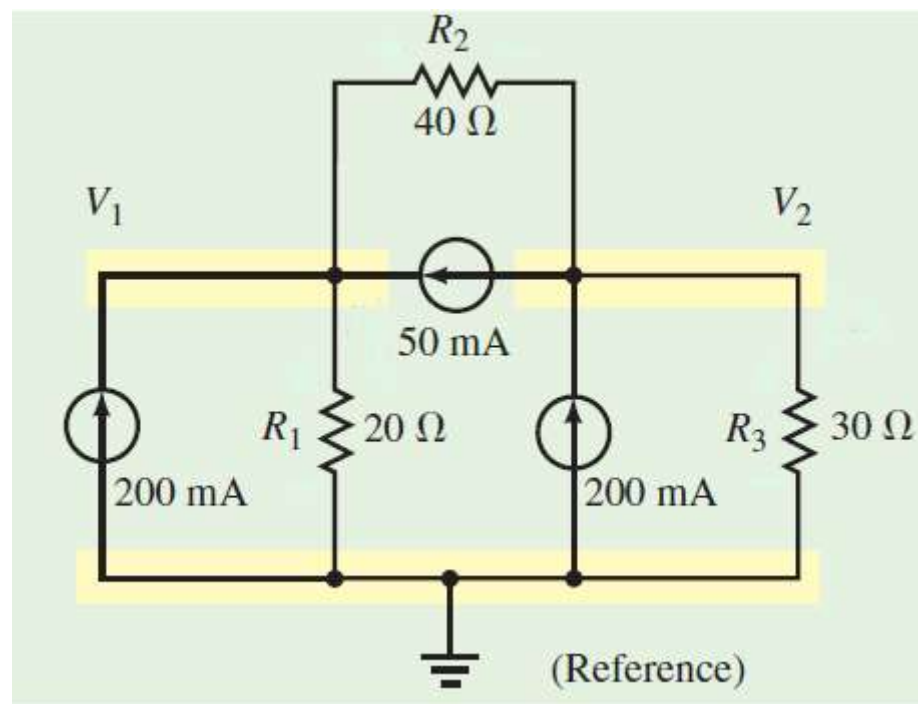 R2
40 Ω
V1
V2
50 mA
R1
20 Ω
R3
30 Ω
200 mA
200 mA
(Reference)